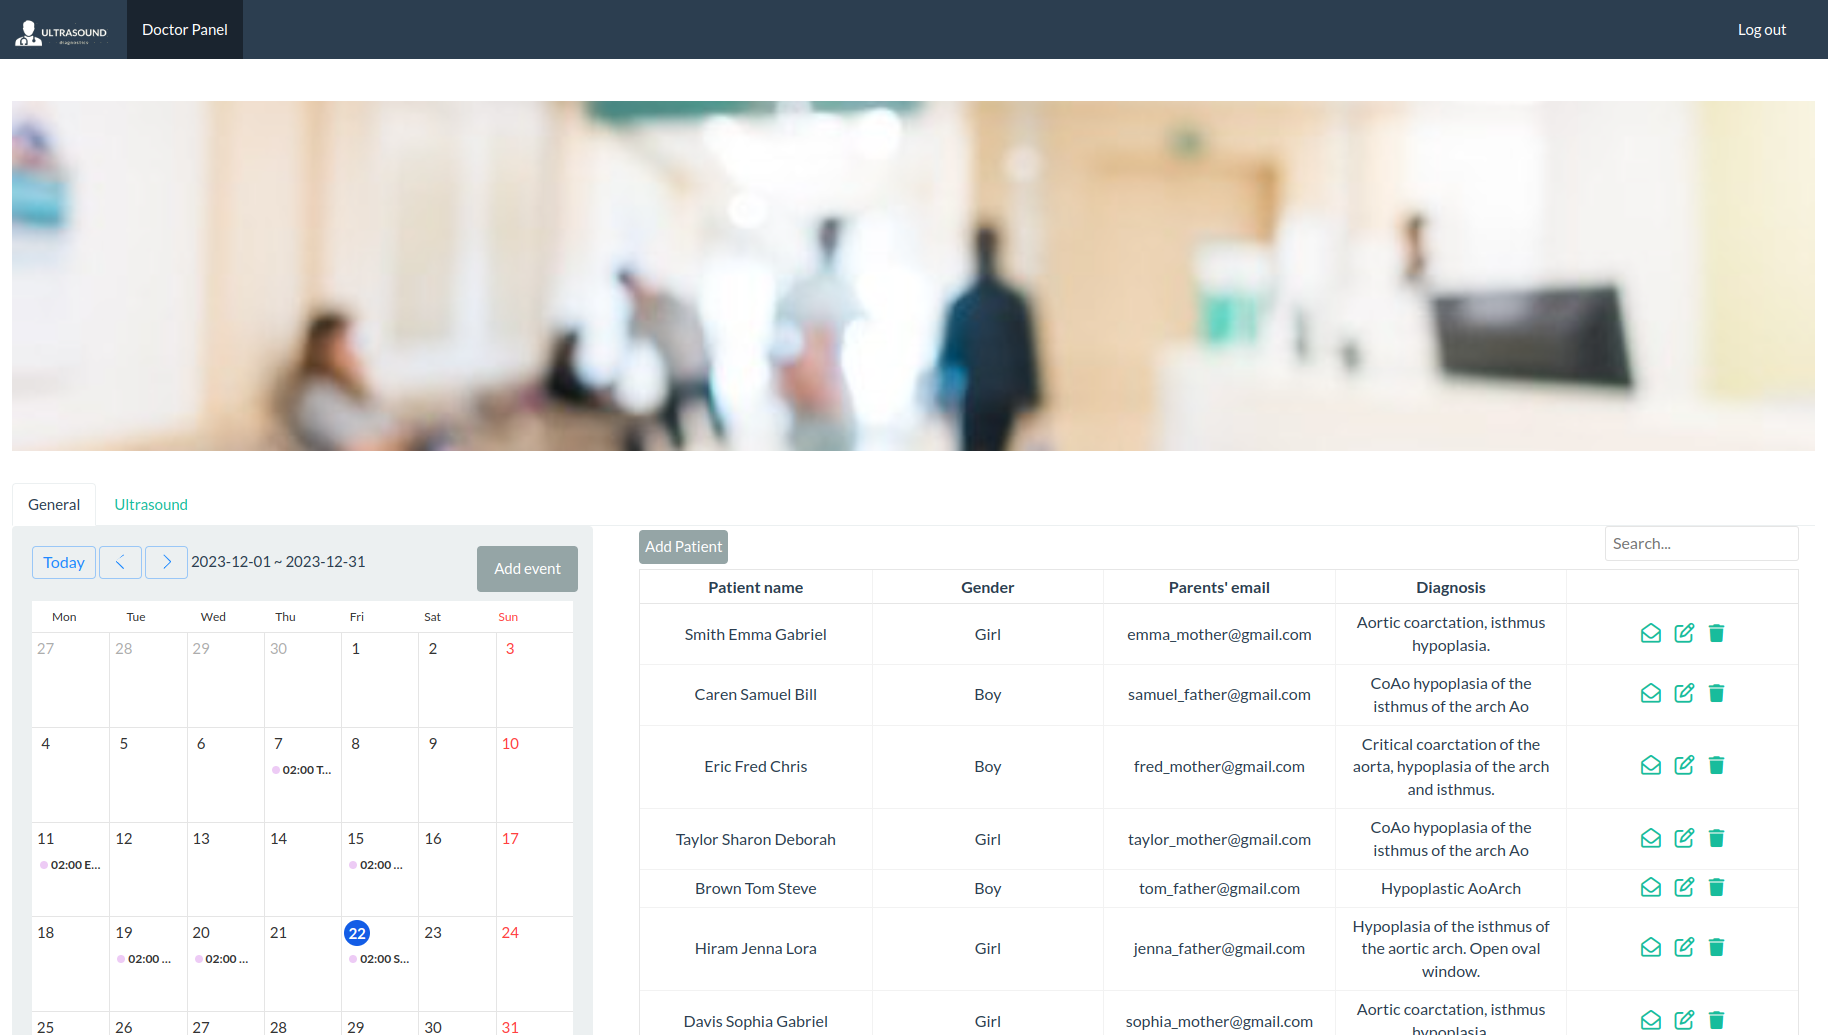 ULTRASOUND
diagnostics
Doctor Panel
Log out
General
Ultrasound
Today
2023-12-01 ~ 2023-12-31
Add event
Mon Tue Wed Thu Fri Sat Sun
27 28 29 30 1 2 3
4 5 6 7 8 9 10
02:00 T...
11 12 13 14 15 16 17
02:00 E... 02:00 ...
18 19 20 21 22 23 24
02:00 ... 02:00 ... 02:00 S...
25 26 27 28 29 30 31
Add Patient
Search...
Patient name Gender Parents' email Diagnosis
Smith Emma Gabriel Girl emma_mother@gmail.com Aortic coarctation, isthmus
hypoplasia.
Caren Samuel Bill Boy samuel_father@gmail.com CoAo hypoplasia of the
isthmus of the arch Ao
Eric Fred Chris Boy fred_mother@gmail.com Critical coarctation of the
aorta, hypoplasia of the arch
and isthmus.
Taylor Sharon Deborah Girl taylor_mother@gmail.com CoAo hypoplasia of the
isthmus of the arch Ao
Brown Tom Steve Boy tom_father@gmail.com Hypoplastic AoArch
Hiram Jenna Lora Girl jenna_father@gmail.com Hypoplasia of the isthmus of
the aortic arch. Open oval
window.
Davis Sophia Gabriel Girl sophia_mother@gmail.com Aortic coarctation, isthmus
hypoplasia